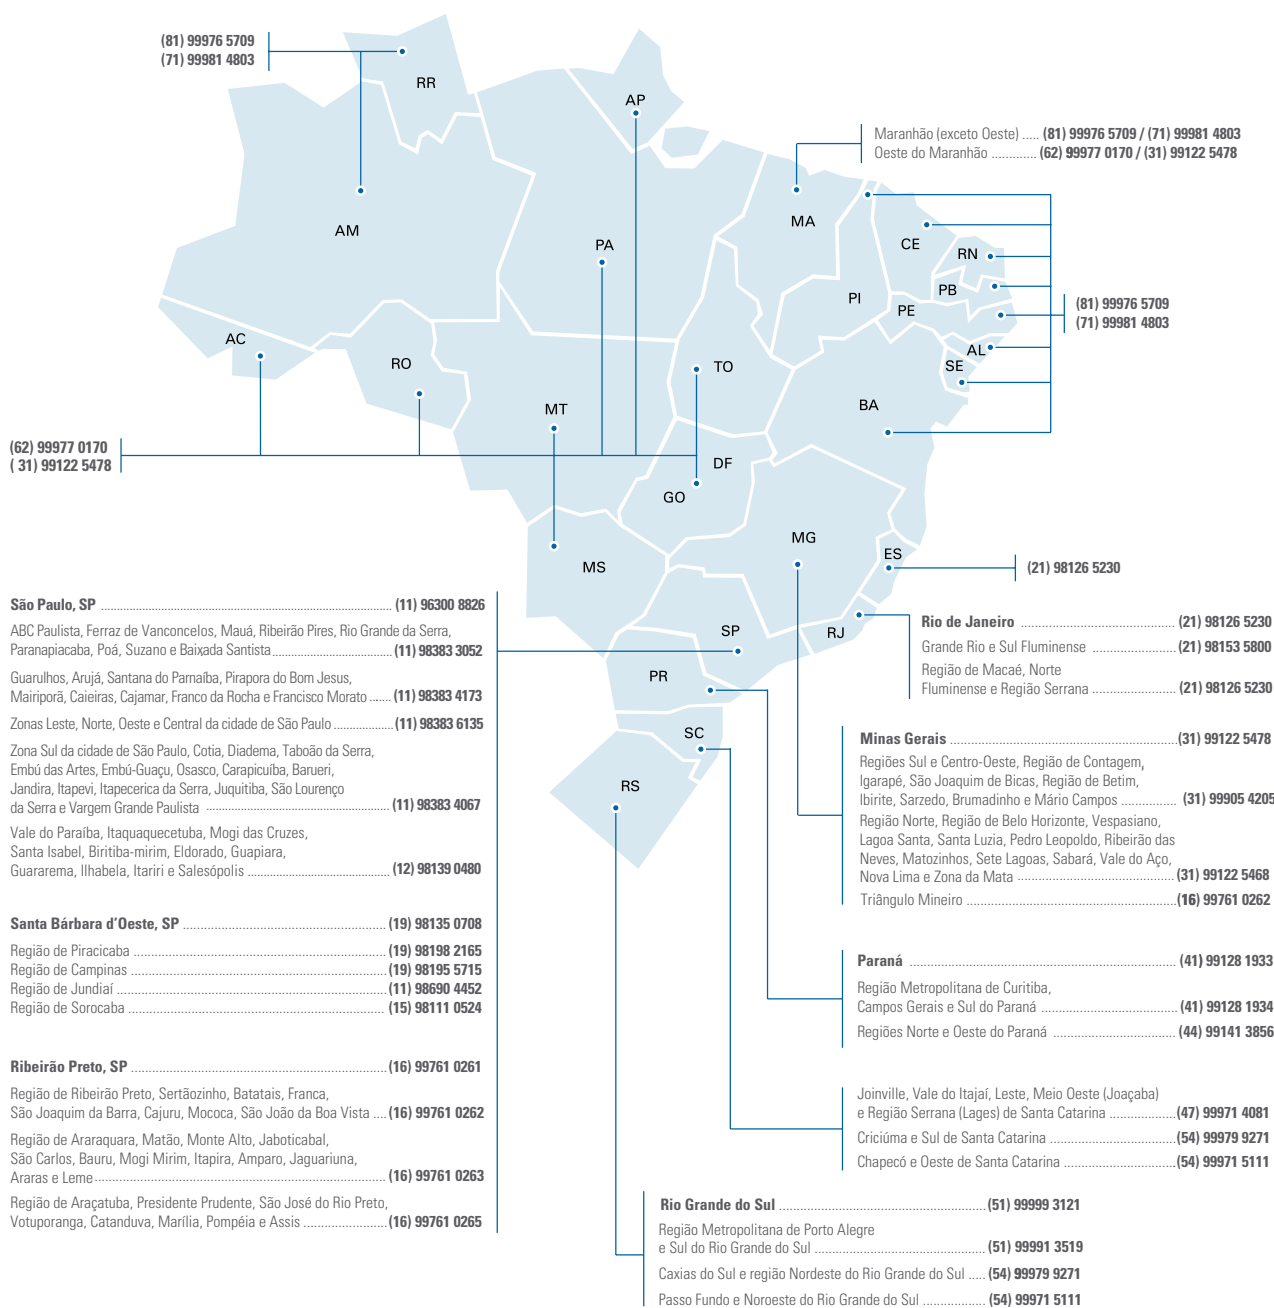 (81) 99976 5709
(71) 99981 4803
RR
AP
Maranhão (exceto Oeste) ..... (81) 99976 5709 / (71) 99981 4803
Oeste do Maranhão ............. (62) 99977 0170 / (31) 99122 5478
AM
PA
MA
CE
RN
PI
PB
PE
(81) 99976 5709
(71) 99981 4803
AC
RO
TO
AL
SE
MT
BA
(62) 99977 0170
( 31) 99122 5478
DF
GO
MG
ES
MS
(21) 98126 5230
SP
RJ
PR
SC
RS
São Paulo, SP ........ (11) 96300 8826
ABC Paulista, Ferraz de Vanconcelos, Mauá, Ribeirão Pires, Rio Grande da Serra,
Paranapiacaba, Poá, Suzano e Baixada Santista ........ (11) 98383 3052
Guarulhos, Arujá, Santana do Parnaíba, Pirapora do Bom Jesus,
Mairiporã, Caieiras, Cajamar, Franco da Rocha e Francisco Morato ...... (11) 98383 4173
Zonas Leste, Norte, Oeste e Central da cidade de São Paulo ........ (11) 98383 6135
Zona Sul da cidade de São Paulo, Cotia, Diadema, Taboão da Serra,
Embú das Artes, Embú-Guaçu, Osasco, Carapicuíba, Barueri,
Jandira, Itapevi, Itapecerica da Serra, Juquitiba, São Lourenço
da Serra e Vargem Grande Paulista ........ (11) 98383 4067
Vale do Paraíba, Itaquaquecetuba, Mogi das Cruzes,
Santa Isabel, Biritiba-mirim, Eldorado, Guapiara,
Guararema, Ilhabela, Itariri e Salesópolis ........ (12) 98139 0480
Santa Bárbara d'Oeste, SP ........ (19) 98135 0708
Região de Piracicaba ........ (19) 98198 2165
Região de Campinas ........ (19) 98195 5715
Região de Jundiaí ........ (11) 98690 4452
Região de Sorocaba ........ (15) 98111 0524
Ribeirão Preto, SP ........ (16) 99761 0261
Região de Ribeirão Preto, Sertãozinho, Batatais, Franca,
São Joaquim da Barra, Cajuru, Mococa, São João da Boa Vista .... (16) 99761 0262
Região de Araraquara, Matão, Monte Alto, Jaboticabal,
São Carlos, Bauru, Mogi Mirim, Itapira, Amparo, Jaguariuna,
Araras e Leme ........ (16) 99761 0263
Região de Araçatuba, Presidente Prudente, São José do Rio Preto,
Votuporanga, Catanduva, Marília, Pompéia e Assis ........ (16) 99761 0265
Rio de Janeiro ........ (21) 98126 5230
Grande Rio e Sul Fluminense ........ (21) 98153 5800
Região de Macaé, Norte
Fluminense e Região Serrana ........ (21) 98126 5230
Minas Gerais ........ (31) 99122 5478
Regiões Sul e Centro-Oeste, Região de Contagem,
Igarapé, São Joaquim de Bicas, Região de Betim,
Ibirite, Sarzedo, Brumadinho e Mário Campos ........ (31) 99905 4205
Região Norte, Região de Belo Horizonte, Vespasiano,
Lagoa Santa, Santa Luzia, Pedro Leopoldo, Ribeirão das
Neves, Matozinhos, Sete Lagoas, Sabará, Vale do Aço,
Nova Lima e Zona da Mata ........ (31) 99122 5468
Triângulo Mineiro ........ (16) 99761 0262
Paraná ........ (41) 99128 1933
Região Metropolitana de Curitiba,
Campos Gerais e Sul do Paraná ........ (41) 99128 1934
Regiões Norte e Oeste do Paraná ........ (44) 99141 3856
Joinville, Vale do Itajaí, Leste, Meio Oeste (Joaçaba)
e Região Serrana (Lages) de Santa Catarina ........ (47) 99971 4081
Criciúma e Sul de Santa Catarina ........ (54) 99979 9271
Chapecó e Oeste de Santa Catarina ........ (54) 99971 5111
Rio Grande do Sul ........ (51) 99999 3121
Região Metropolitana de Porto Alegre
e Sul do Rio Grande do Sul ........ (51) 99991 3519
Caxias do Sul e região Nordeste do Rio Grande do Sul ..... (54) 99979 9271
Passo Fundo e Noroeste do Rio Grande do Sul ........ (54) 99971 5111